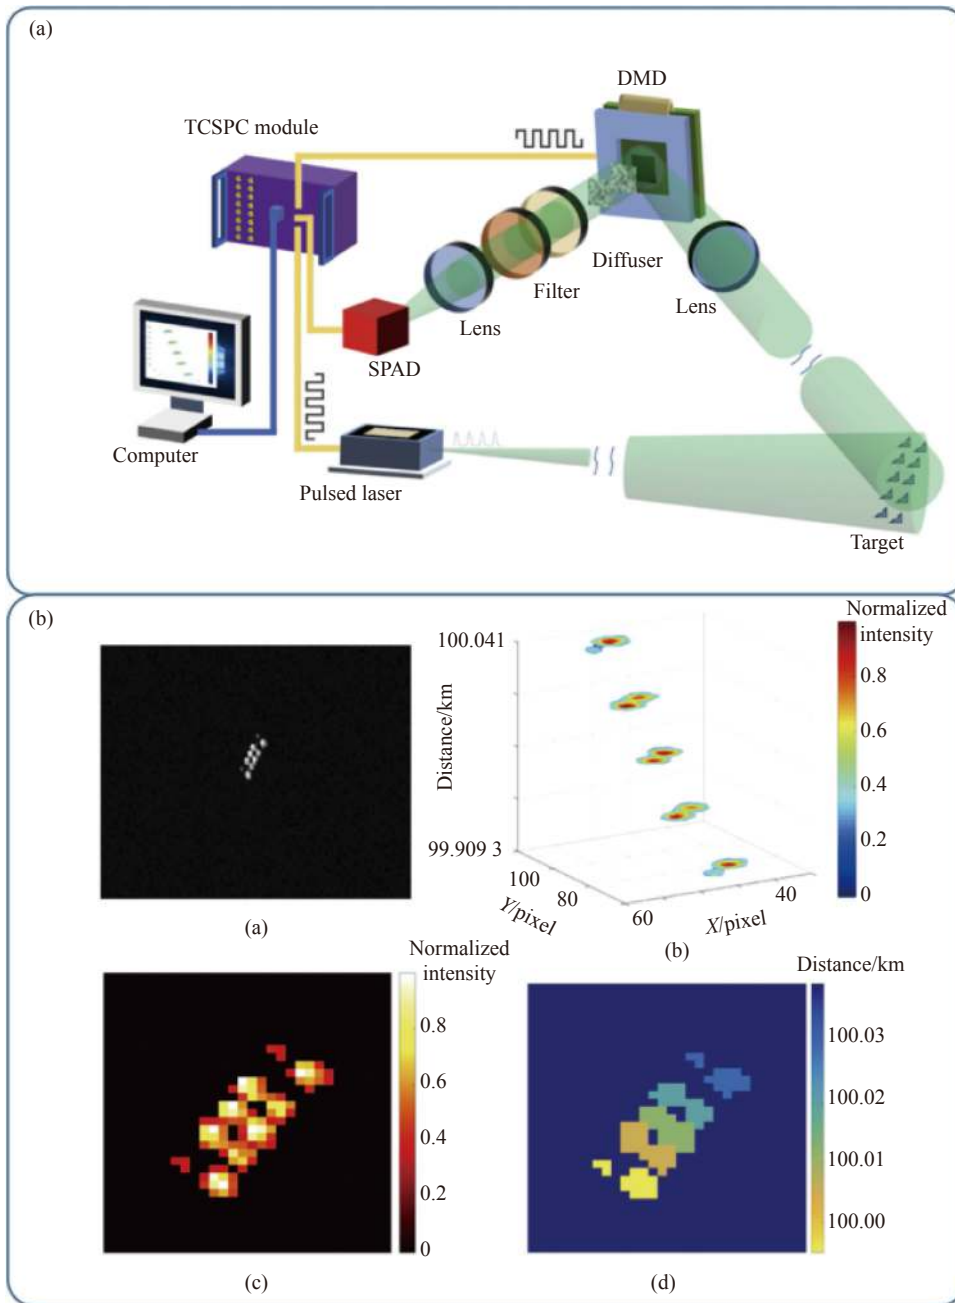 (a)
DMD
TCSPC module
Diffuser
Filter
Lens
Lens
SPAD
Computer
Pulsed laser
Target
(b)
Normalized
intensity
100.041
0.8
0.6
Distance/km
0.4
0.2
99.909 3
0
100
80
Y/pixel
60
40
X/pixel
(a)
(b)
Normalized
intensity
0.8
0.6
0.4
0.2
0
Distance/km
100.03
100.02
100.01
100.00
(c)
(d)